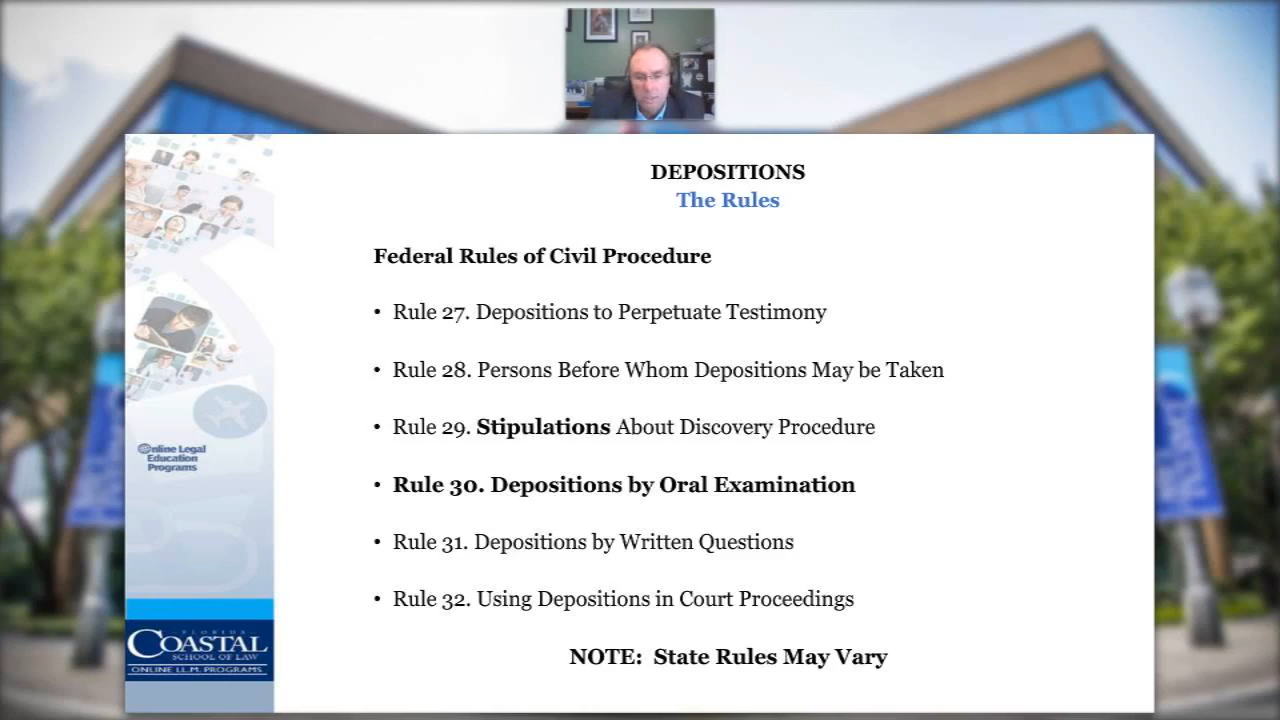 DEPOSITIONS
The Rules
Federal Rules of Civil Procedure
• Rule 27. Depositions to Perpetuate Testimony
• Rule 28. Persons Before Whom Depositions May be Taken
• Rule 29. Stipulations About Discovery Procedure
• Rule 30. Depositions by Oral Examination
• Rule 31. Depositions by Written Questions
• Rule 32. Using Depositions in Court Proceedings
NOTE: State Rules May Vary
Online Legal
Education
Programs
FLORIDA
COASTAL
SCHOOL OF LAW
ONLINE LL.M. PROGRAMS